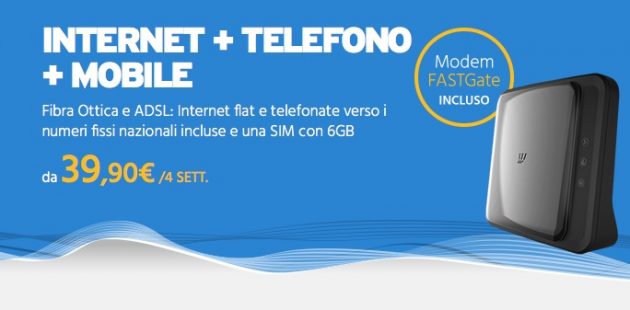 INTERNET + TELEFONO
+ MOBILE
Fibra Ottica e ADSL: Internet flat e telefonate verso i
numeri fissi nazionali incluse e una SIM con 6GB
da 39,90€ /4 SETT.
Modem
FASTGate
INCLUSO